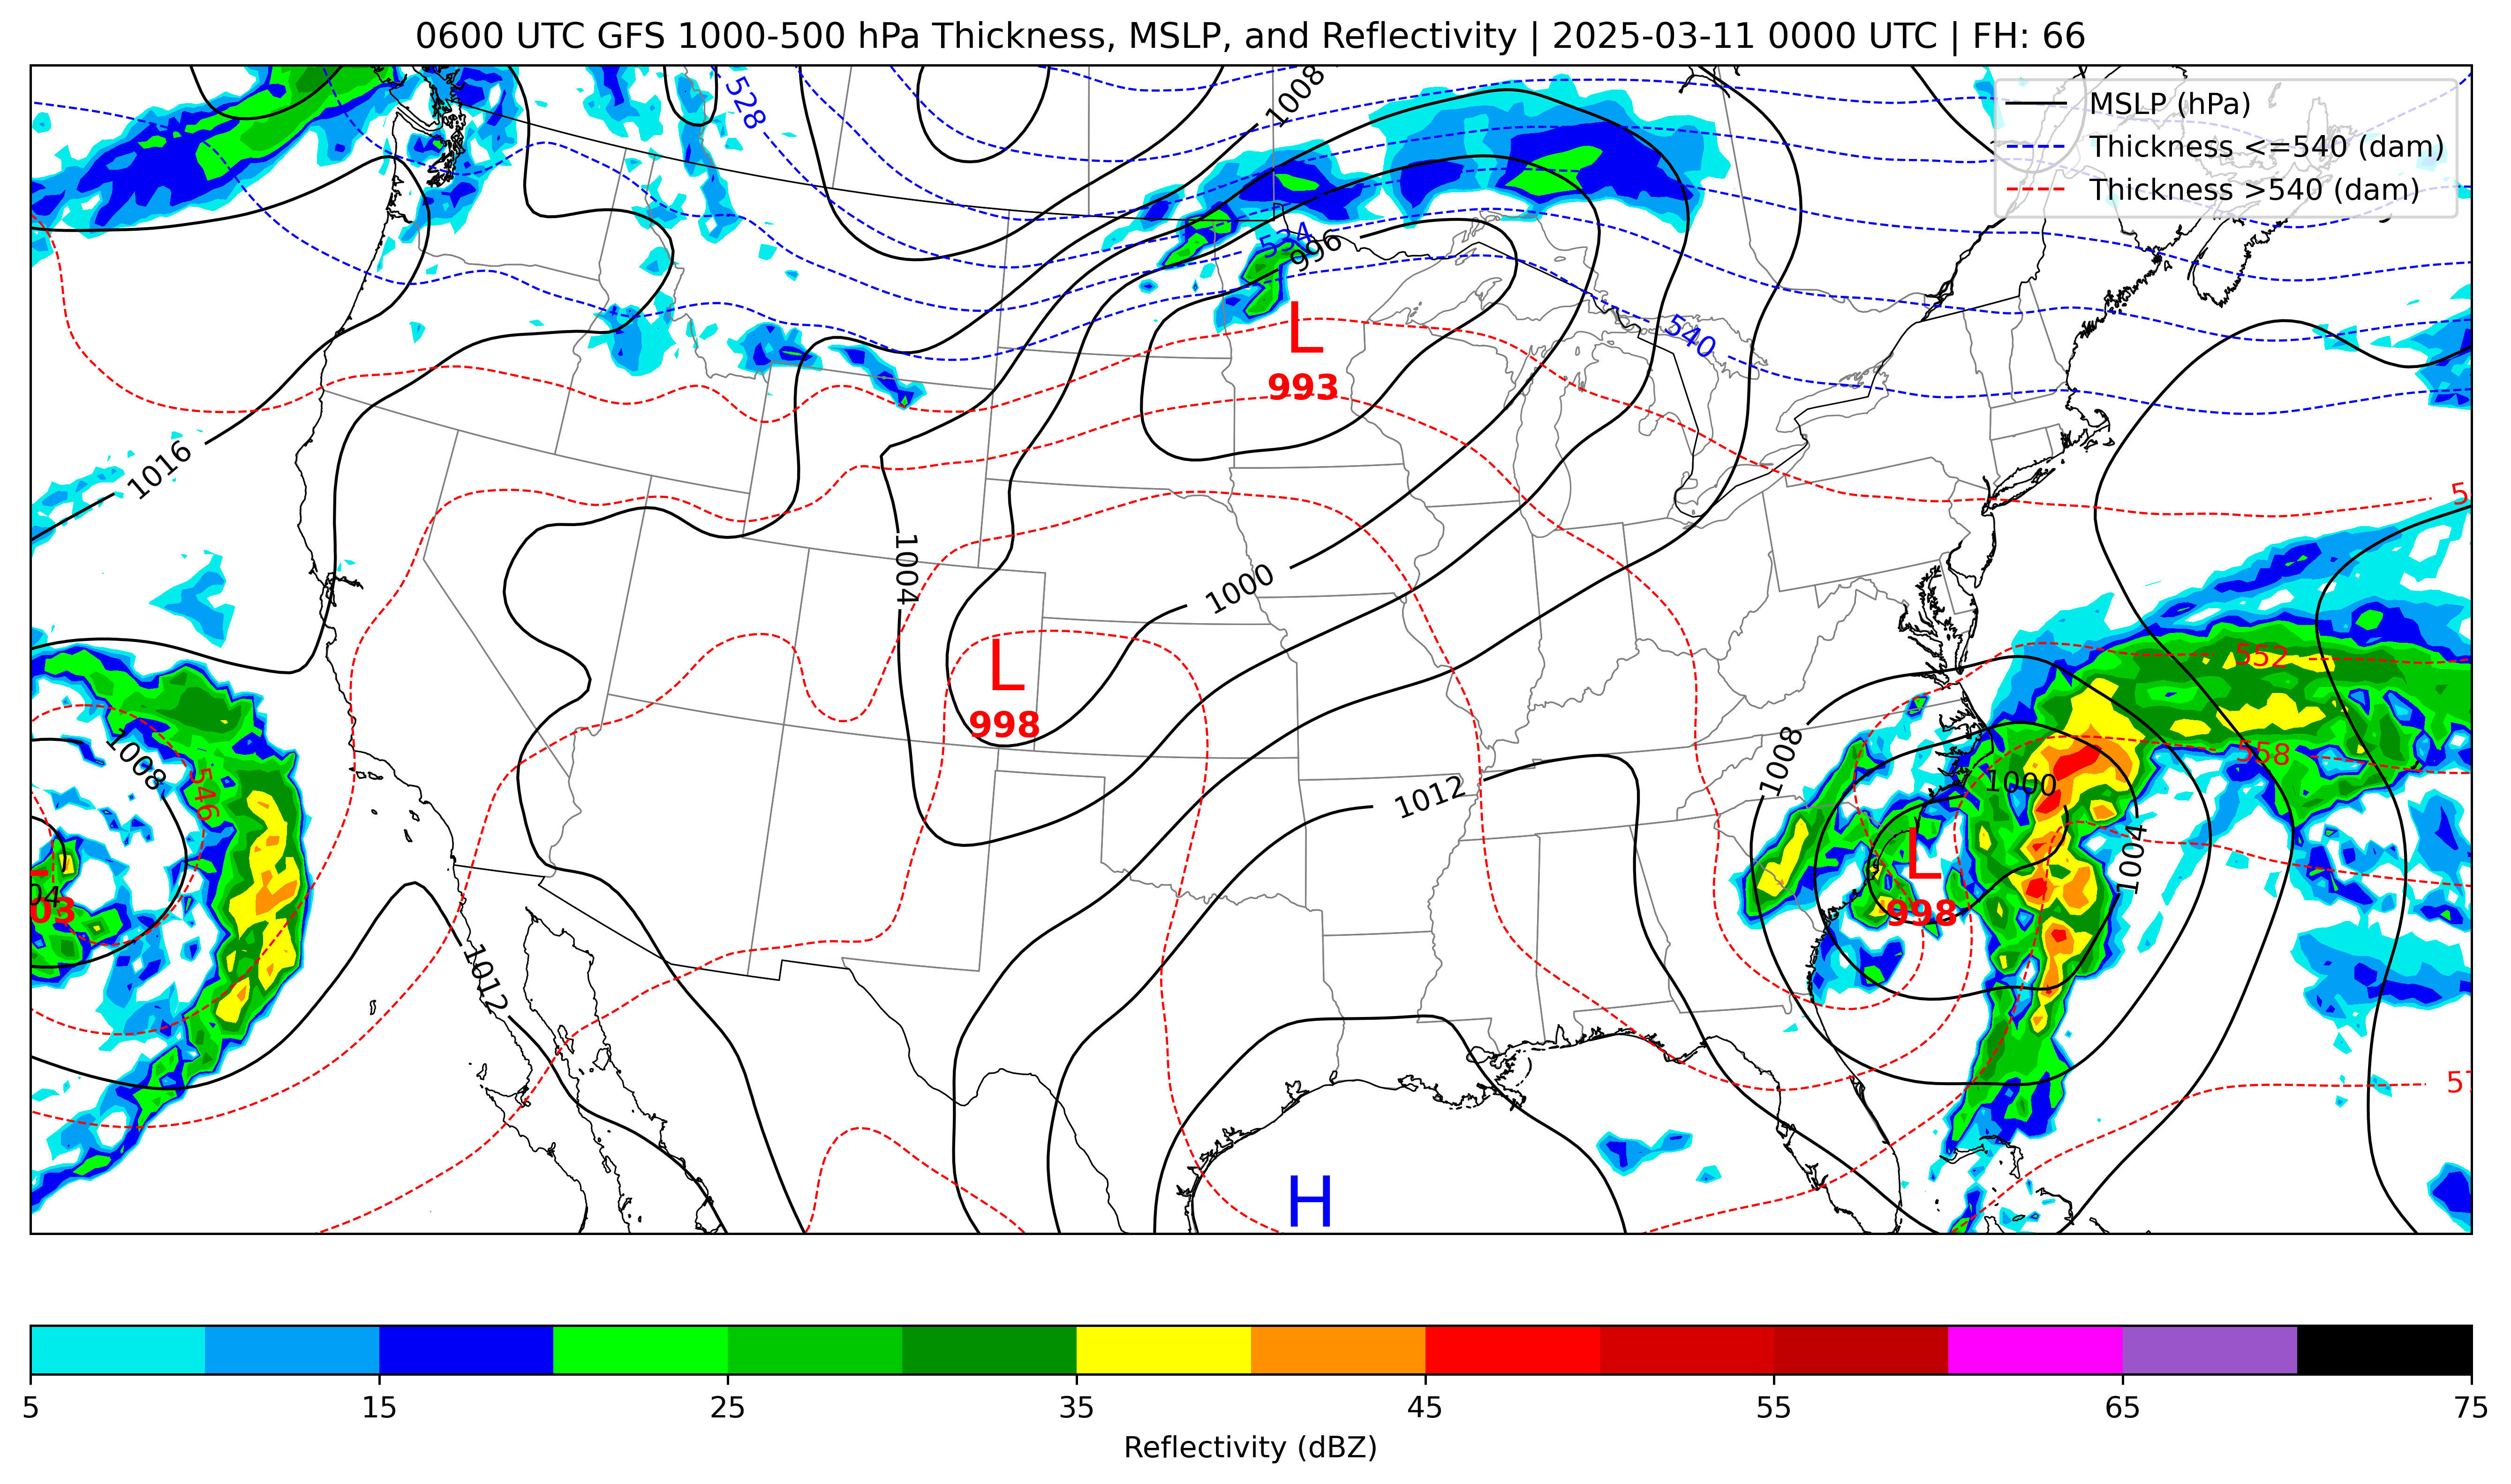 0600 UTC GFS 1000-500 hPa Thickness, MSLP, and Reflectivity | 2025-03-11 0000 UTC | FH: 66
MSLP (hPa)
Thickness <=540 (dam)
Thickness >540 (dam)
528
1008
534
996
L
993
540
1016
5
1004
1000
L
998
552
1008
546
1008
558
1000
1012
L
998
1004
04
03
1012
5
H
5 15 25 35 45 55 65 75
Reflectivity (dBZ)